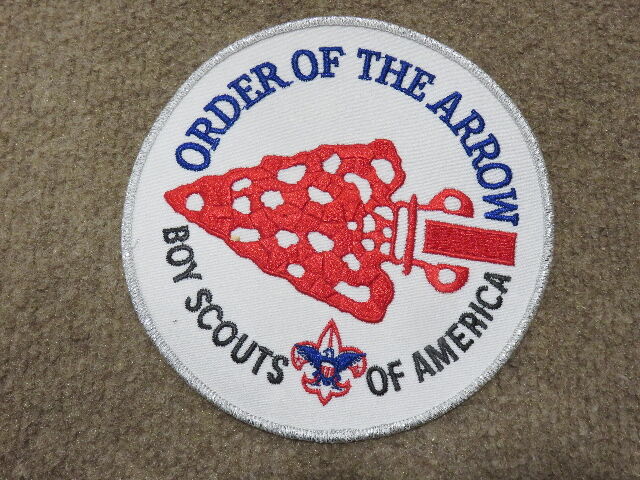 ORDER OF THE ARROW
BOY SCOUTS OF AMERICA